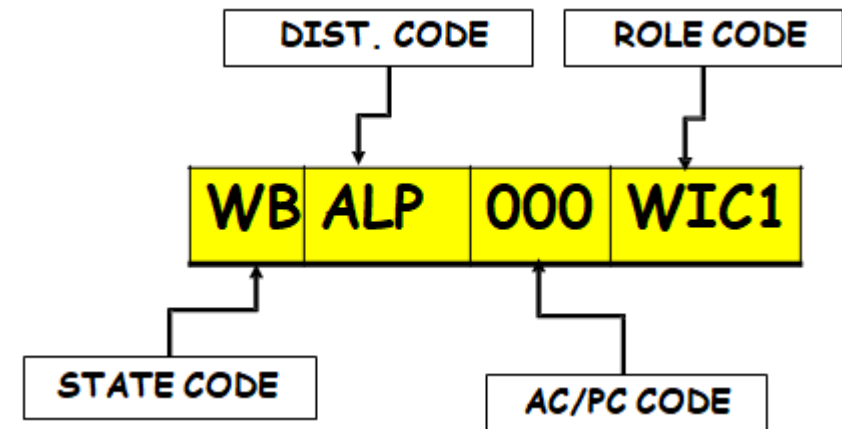 DIST. CODE ROLE CODE
WB ALP 000 WIC1
STATE CODE
AC/PC CODE